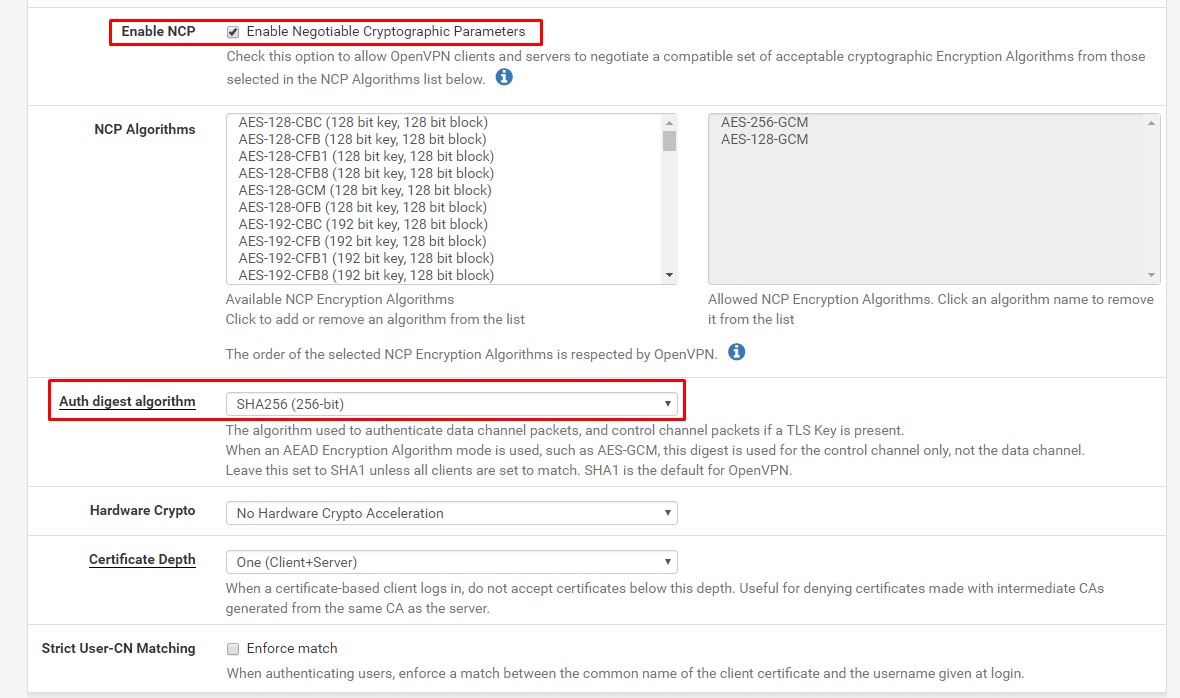 Enable NCP
Enable Negotiable Cryptographic Parameters
Check this option to allow OpenVPN clients and servers to negotiate a compatible set of acceptable cryptographic Encryption Algorithms from those
selected in the NCP Algorithms list below.
NCP Algorithms
AES-128-CBC (128 bit key, 128 bit block)
AES-128-CFB (128 bit key, 128 bit block)
AES-128-CFB1 (128 bit key, 128 bit block)
AES-128-CFB8 (128 bit key, 128 bit block)
AES-128-GCM (128 bit key, 128 bit block)
AES-128-OFB (128 bit key, 128 bit block)
AES-192-CBC (192 bit key, 128 bit block)
AES-192-CFB (192 bit key, 128 bit block)
AES-192-CFB1 (192 bit key, 128 bit block)
AES-192-CFB8 (192 bit key, 128 bit block)
Available NCP Encryption Algorithms
Click to add or remove an algorithm from the list
AES-256-GCM
AES-128-GCM
Allowed NCP Encryption Algorithms. Click an algorithm name to remove
it from the list
The order of the selected NCP Encryption Algorithms is respected by OpenVPN.
Auth digest algorithm
SHA256 (256-bit)
The algorithm used to authenticate data channel packets, and control channel packets if a TLS Key is present.
When an AEAD Encryption Algorithm mode is used, such as AES-GCM, this digest is used for the control channel only, not the data channel.
Leave this set to SHA1 unless all clients are set to match. SHA1 is the default for OpenVPN.
Hardware Crypto
No Hardware Crypto Acceleration
Certificate Depth
One (Client+Server)
When a certificate-based client logs in, do not accept certificates below this depth. Useful for denying certificates made with intermediate CAs
generated from the same CA as the server.
Strict User-CN Matching
Enforce match
When authenticating users, enforce a match between the common name of the client certificate and the username given at login.